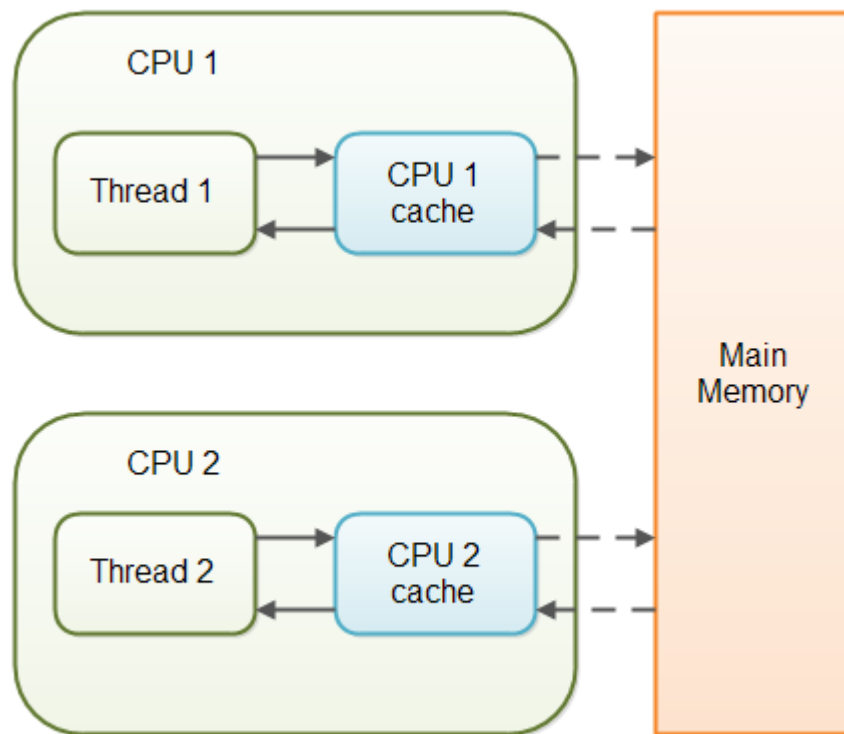 CPU 1
Thread 1
CPU 1
cache
Main
Memory
CPU 2
Thread 2
CPU 2
cache